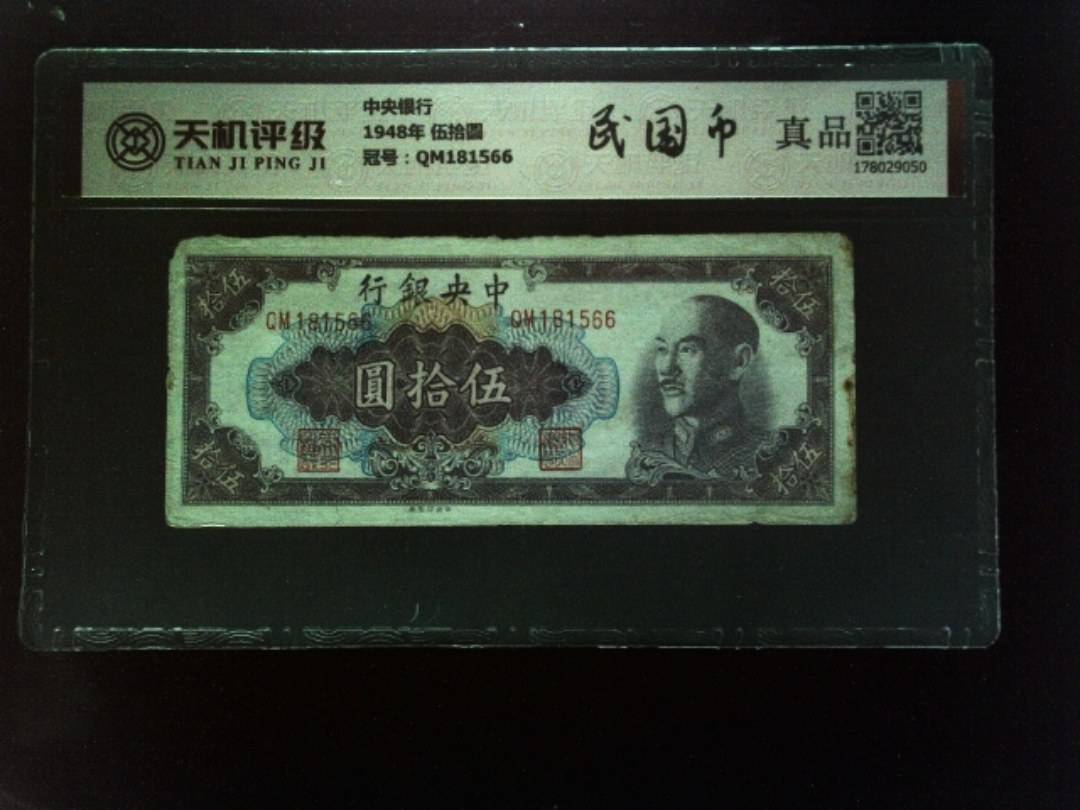 天机评级
TIAN JI PING JI
中央银行
1948年 伍拾圆
冠号：QM181566
民国币
真品
178029050
拾伍
拾伍
行銀央中
QM181566
QM181566
圓拾伍
拾伍
拾伍